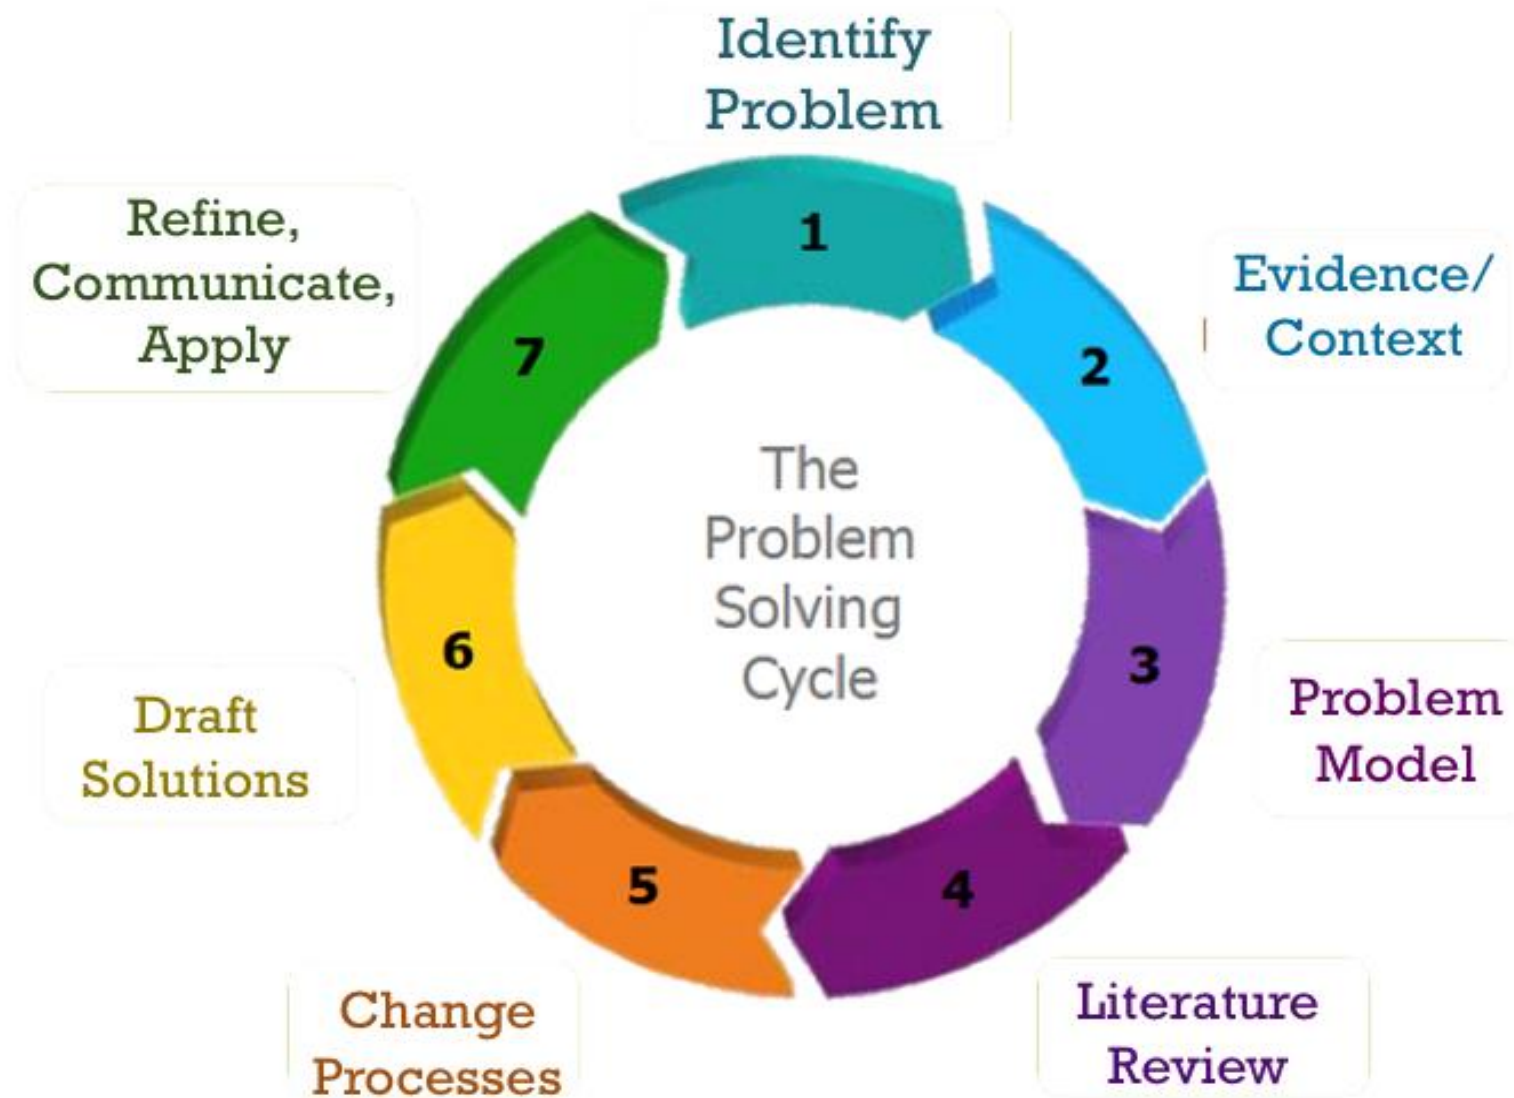 Identify
Problem
1
Evidence/
Context
2
Problem
Model
3
Literature
Review
4
Change
Processes
5
Draft
Solutions
6
Refine,
Communicate,
Apply
7
The
Problem
Solving
Cycle